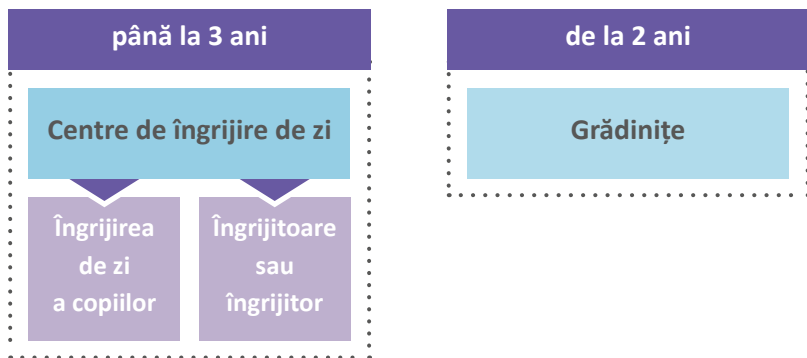 până la 3 ani
Centre de îngrijire de zi
Îngrijirea
de zi
a copiilor
Îngrijitoare
sau
îngrijitor
de la 2 ani
Grădinițe